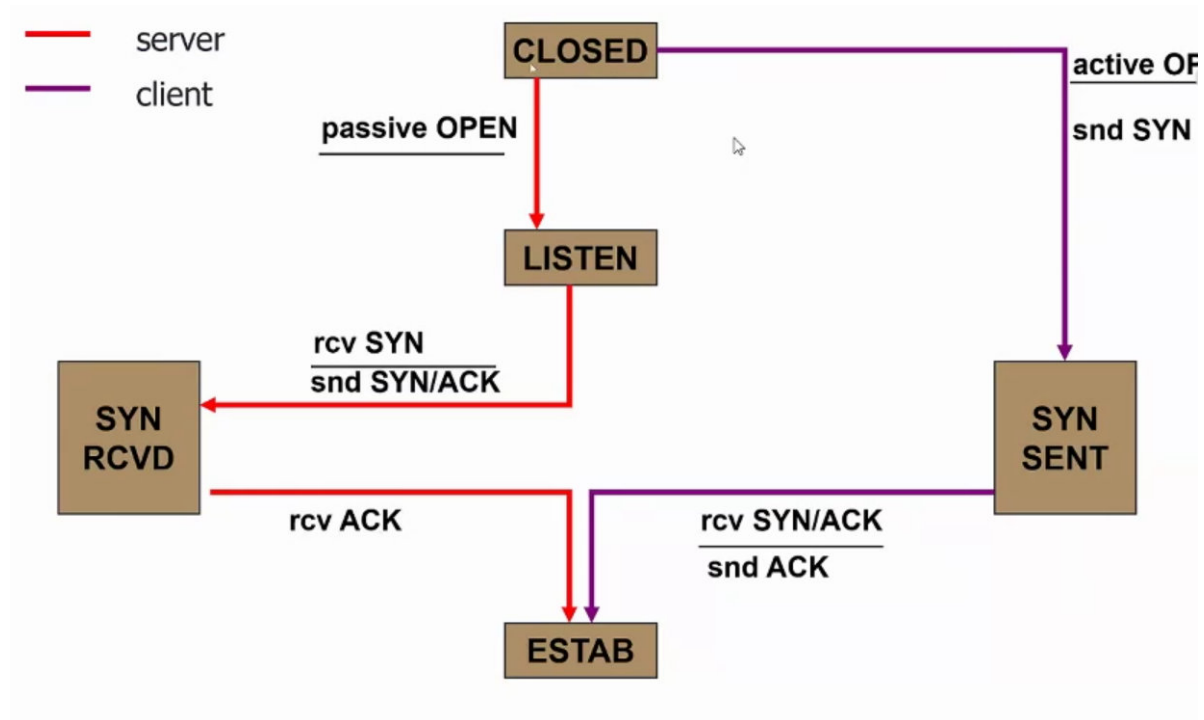 server
client
CLOSED
active
passive OPEN
snd SYN
LISTEN
rcv SYN
snd SYN/ACK
SYN
RCVD
SYN
SENT
rcv ACK
rcv SYN/ACK
snd ACK
ESTAB